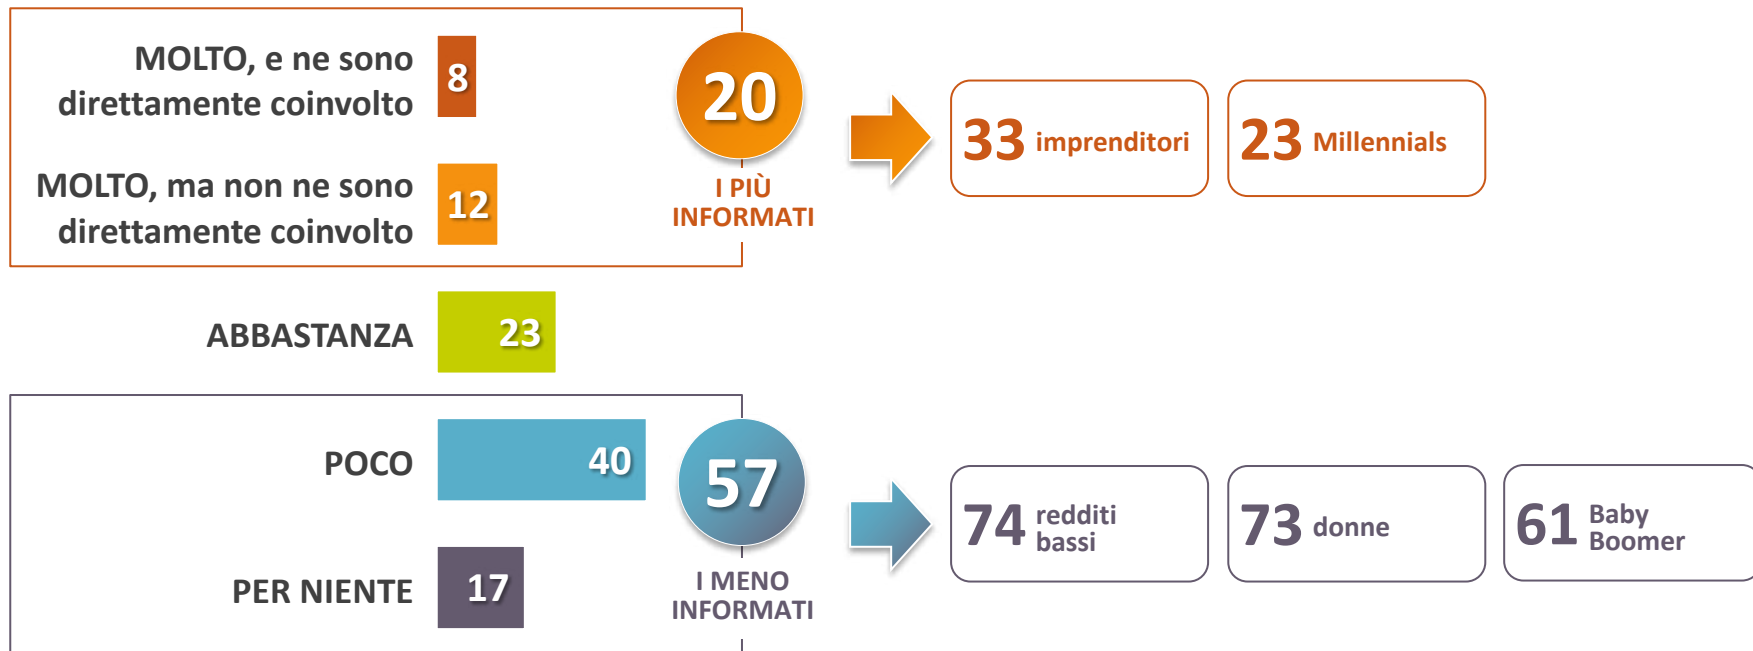 MOLTO, e ne sono
direttamente coinvolto
8
MOLTO, ma non ne sono
direttamente coinvolto
12
20
I PIÙ
INFORMATI
33 imprenditori
23 Millennials
ABBASTANZA
23
POCO
40
PER NIENTE
17
57
I MENO
INFORMATI
74 redditi
bassi
73 donne
61 Baby
Boomer